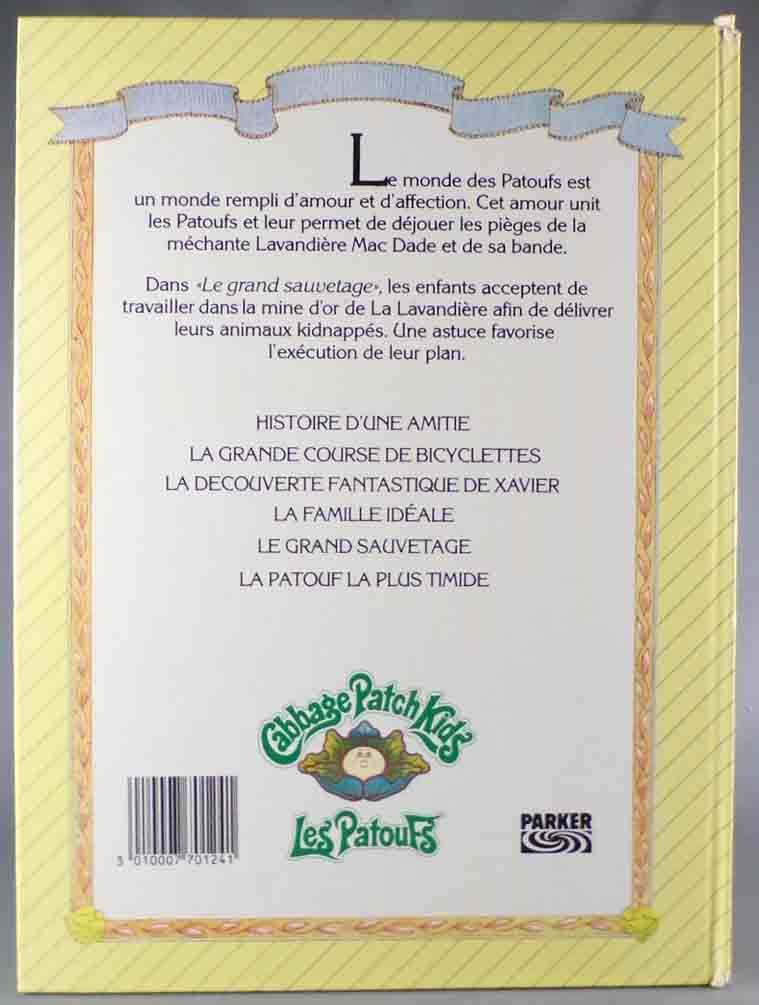 Le monde des Patoufs est
un monde rempli d'amour et d'affection. Cet amour unit
les Patoufs et leur permet de déjouer les pièges de la
méchante Lavandière Mac Dade et de sa bande.
Dans «Le grand sauvetage», les enfants acceptent de
travailler dans la mine d'or de La Lavandière afin de délivrer
leurs animaux kidnappés. Une astuce favorise
l'exécution de leur plan.
HISTOIRE D'UNE AMITIE
LA GRANDE COURSE DE BICYCLETTES
LA DECOUVERTE FANTASTIQUE DE XAVIER
LA FAMILLE IDÉALE
LE GRAND SAUVETAGE
LA PATOUF LA PLUS TIMIDE
Cabbage Patch Kids
Les Patoufs
PARKER
3 010007 701241